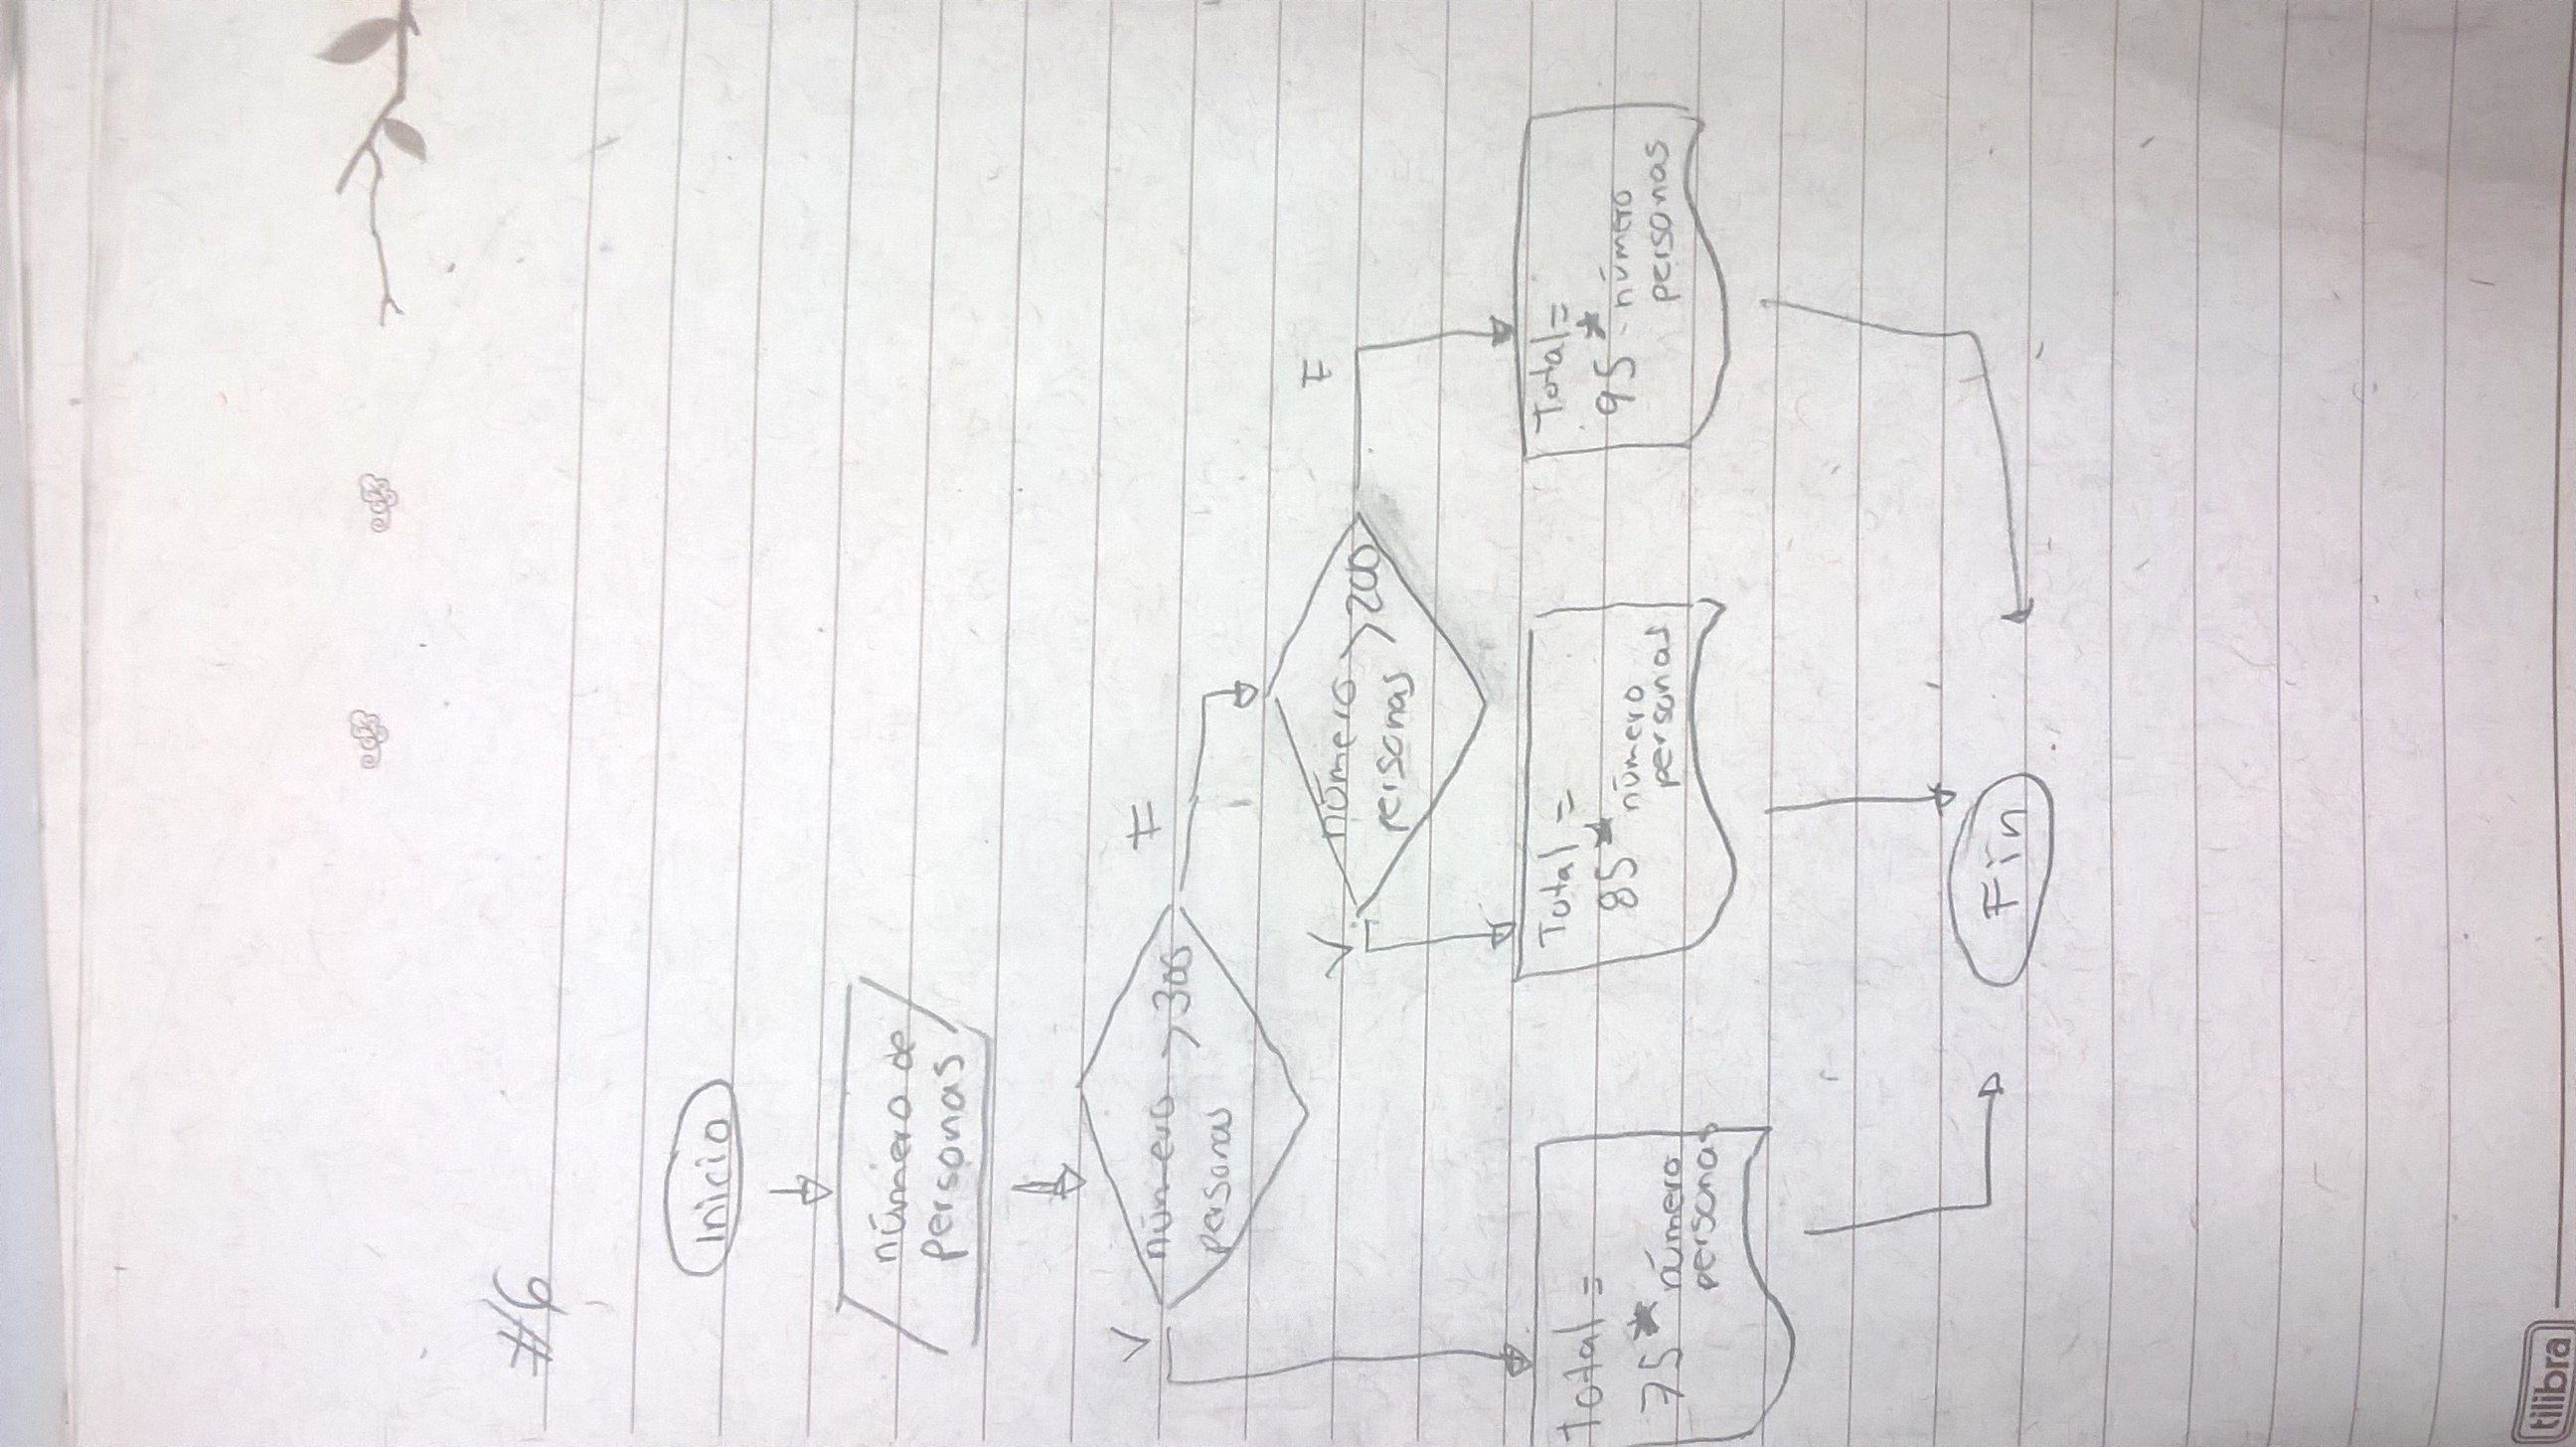 #6
Inicio
número de
personas
número > 300
personas
V
F
número > 200
personas
V
F
Total =
75 * número
personas
Total =
85 * número
personas
Total =
95 * número
personas
Fin
tilibra